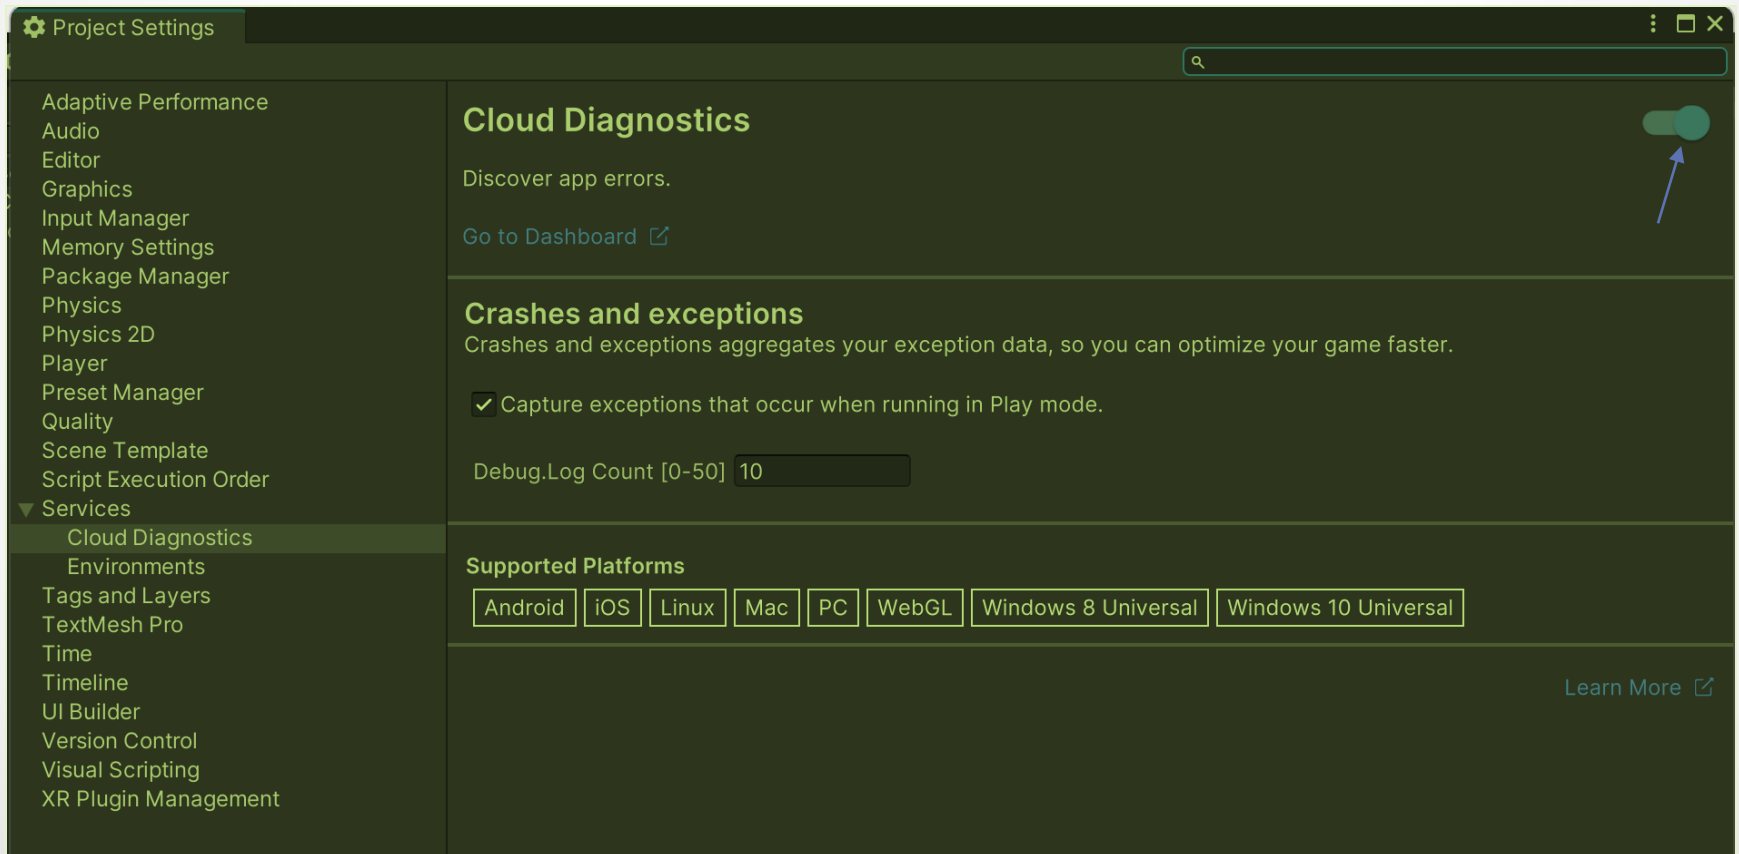 Project Settings
Adaptive Performance
Audio
Editor
Graphics
Input Manager
Memory Settings
Package Manager
Physics
Physics 2D
Player
Preset Manager
Quality
Scene Template
Script Execution Order
Services
Cloud Diagnostics
Environments
Tags and Layers
TextMesh Pro
Time
Timeline
UI Builder
Version Control
Visual Scripting
XR Plugin Management
Cloud Diagnostics
Discover app errors.
Go to Dashboard
Crashes and exceptions
Crashes and exceptions aggregates your exception data, so you can optimize your game faster.
Capture exceptions that occur when running in Play mode.
Debug.Log Count [0-50] 10
Supported Platforms
Android iOS Linux Mac PC WebGL Windows 8 Universal Windows 10 Universal
Learn More